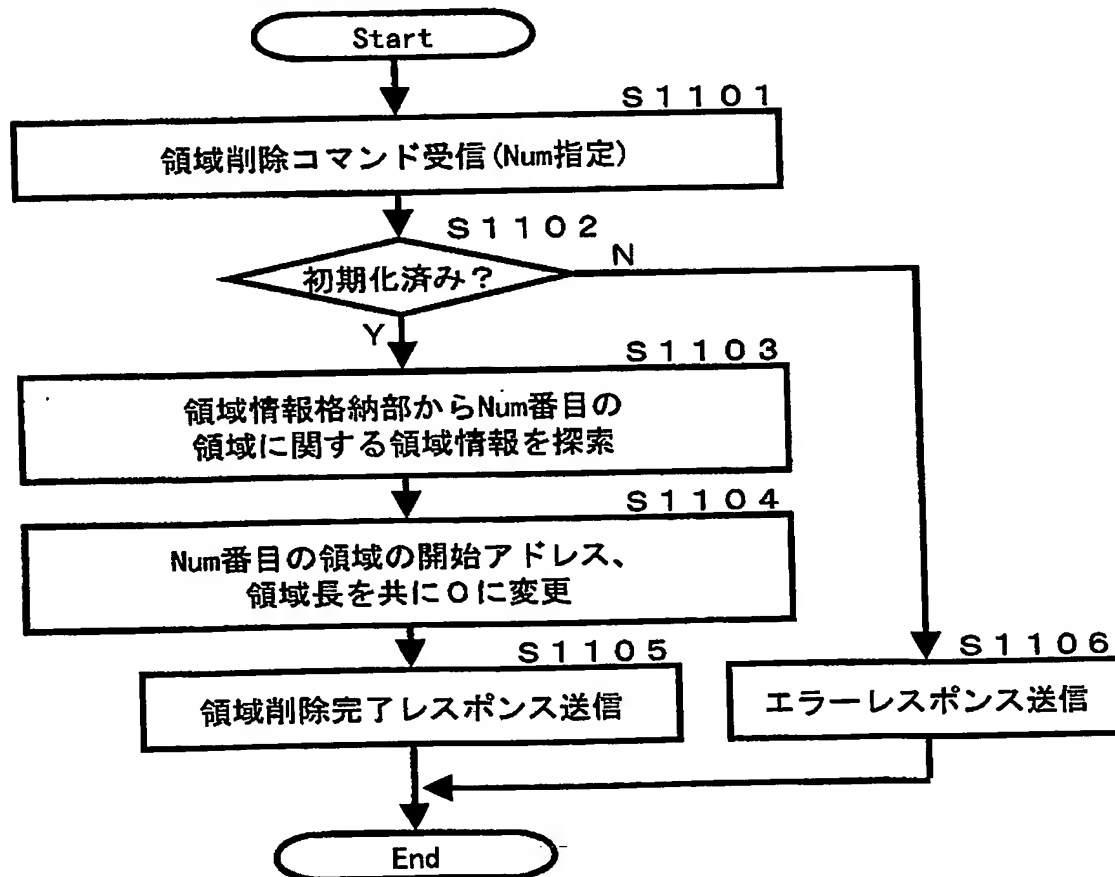 Start
S1101
領域削除コマンド受信(Num指定)
S1102
初期化済み?
N
Y
S1103
領域情報格納部からNum番目の
領域に関する領域情報を探索
S1104
Num番目の領域の開始アドレス、
領域長を共に0に変更
S1105
領域削除完了レスポンス送信
S1106
エラーレスポンス送信
End